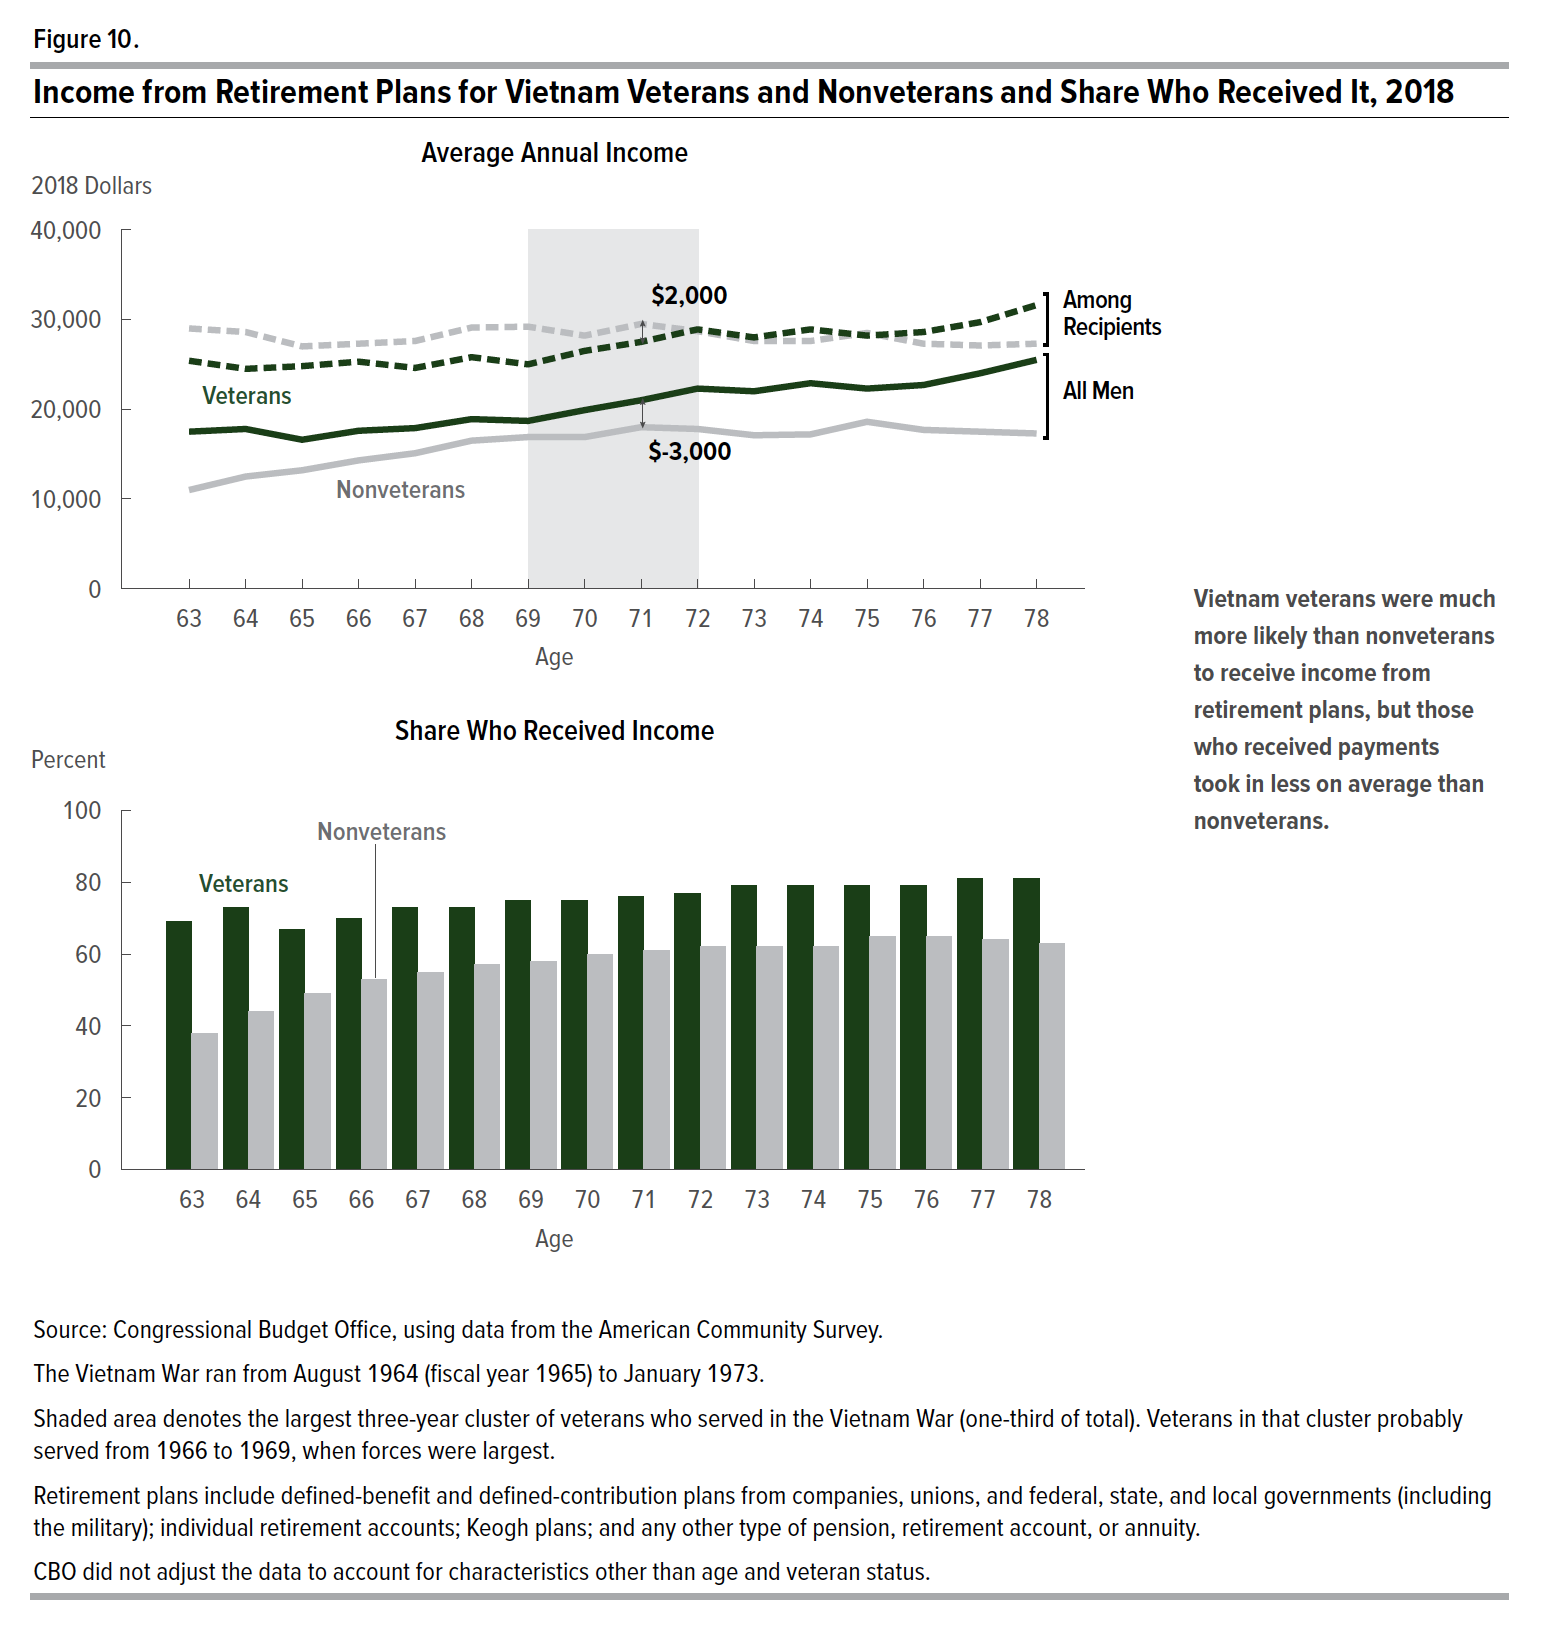 Figure 10.
Income from Retirement Plans for Vietnam Veterans and Nonveterans and Share Who Received It, 2018
Average Annual Income
2018 Dollars
40,000
30,000
20,000
10,000
0
$2,000
Among
Recipients
All Men
Veterans
$-3,000
Nonveterans
63 64 65 66 67 68 69 70 71 72 73 74 75 76 77 78
Age
Vietnam veterans were much
more likely than nonveterans
to receive income from
retirement plans, but those
who received payments
took in less on average than
nonveterans.
Share Who Received Income
Percent
100
80
60
40
20
0
Nonveterans
Veterans
63 64 65 66 67 68 69 70 71 72 73 74 75 76 77 78
Age
Source: Congressional Budget Office, using data from the American Community Survey.
The Vietnam War ran from August 1964 (fiscal year 1965) to January 1973.
Shaded area denotes the largest three-year cluster of veterans who served in the Vietnam War (one-third of total). Veterans in that cluster probably
served from 1966 to 1969, when forces were largest.
Retirement plans include defined-benefit and defined-contribution plans from companies, unions, and federal, state, and local governments (including
the military); individual retirement accounts; Keogh plans; and any other type of pension, retirement account, or annuity.
CBO did not adjust the data to account for characteristics other than age and veteran status.